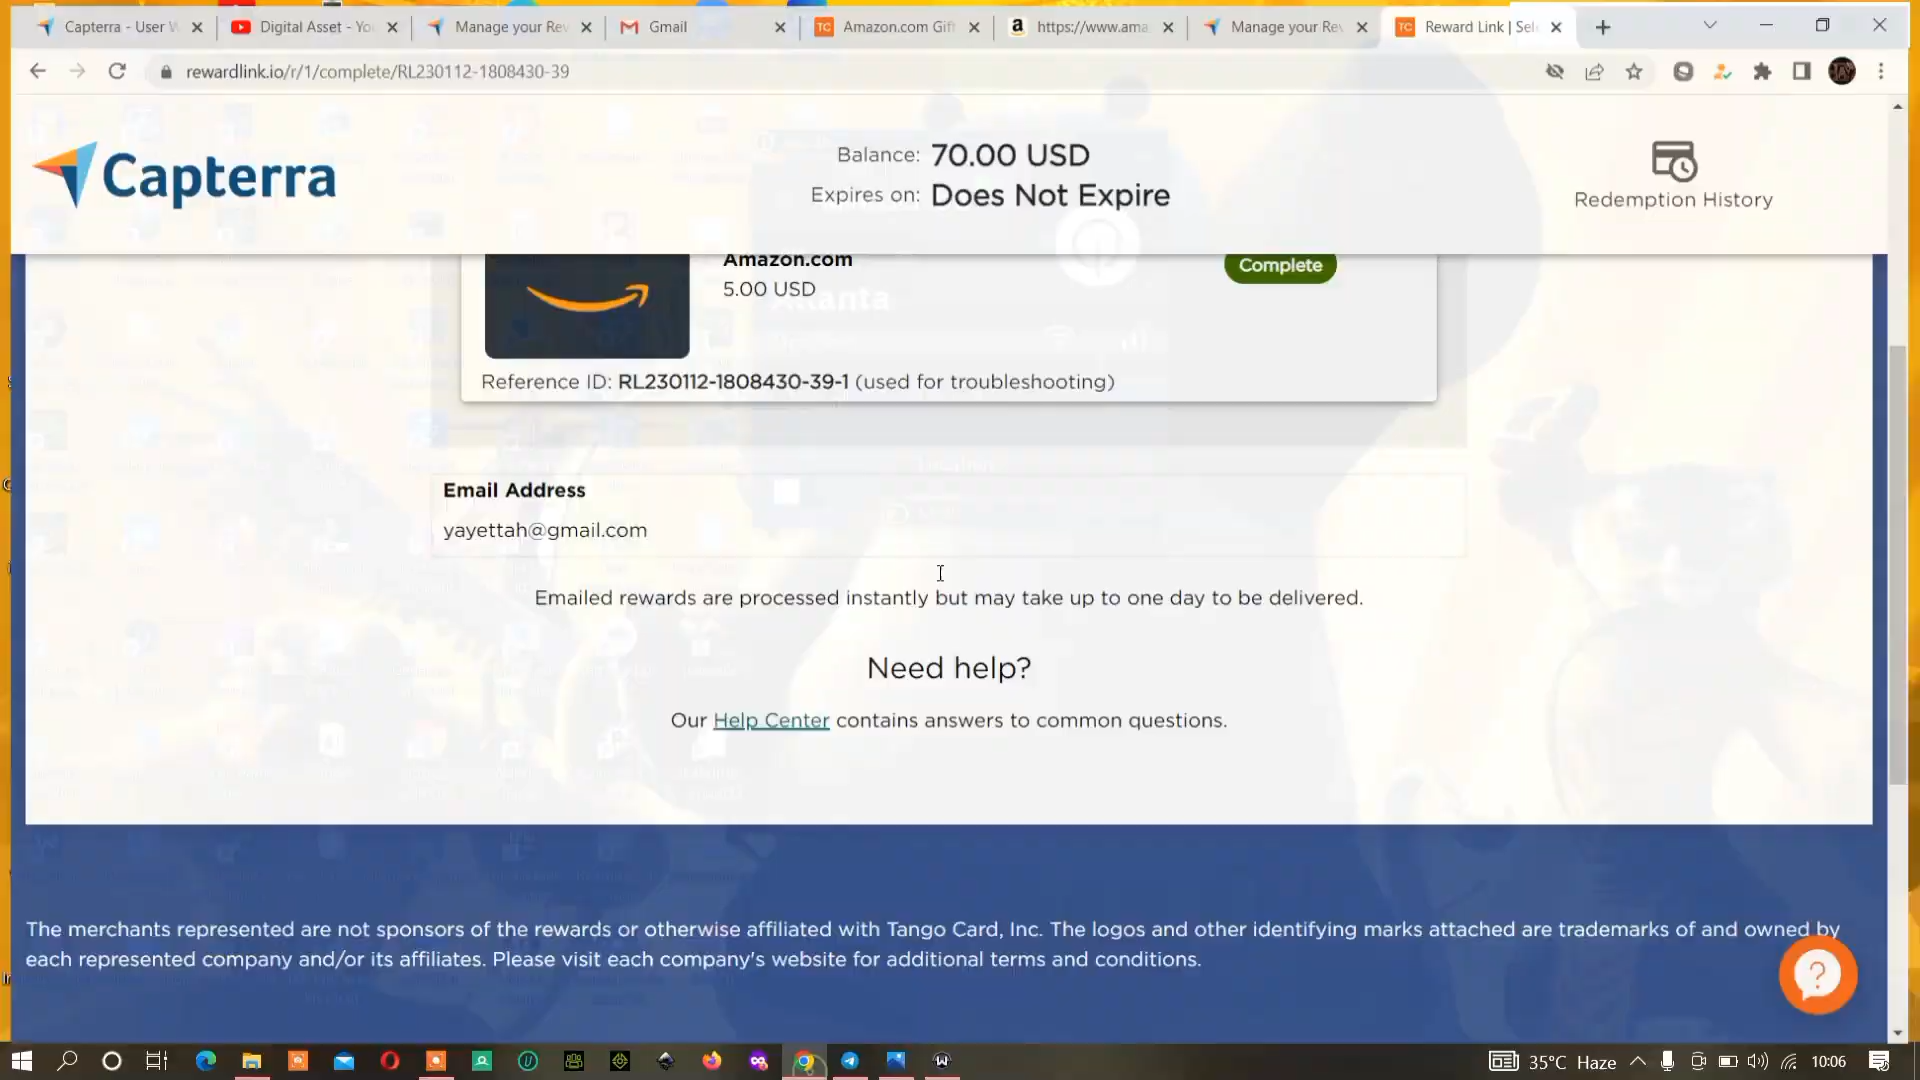 Capterra - User W
Digital Asset - Yo
Manage your Rev
Gmail
Amazon.com Gift
https://www.ama
Manage your Rev
Reward Link | Sele
rewardlink.io/r/1/complete/RL230112-1808430-39
Capterra
Balance: 70.00 USD
Expires on: Does Not Expire
Redemption History
Amazon.com
5.00 USD
Complete
Atlanta
Reference ID: RL230112-1808430-39-1 (used for troubleshooting)
Email Address
yayettah@gmail.com
Emailed rewards are processed instantly but may take up to one day to be delivered.
Need help?
Our Help Center contains answers to common questions.
The merchants represented are not sponsors of the rewards or otherwise affiliated with Tango Card, Inc. The logos and other identifying marks attached are trademarks of and owned by
each represented company and/or its affiliates. Please visit each company's website for additional terms and conditions.
35°C Haze
10:06